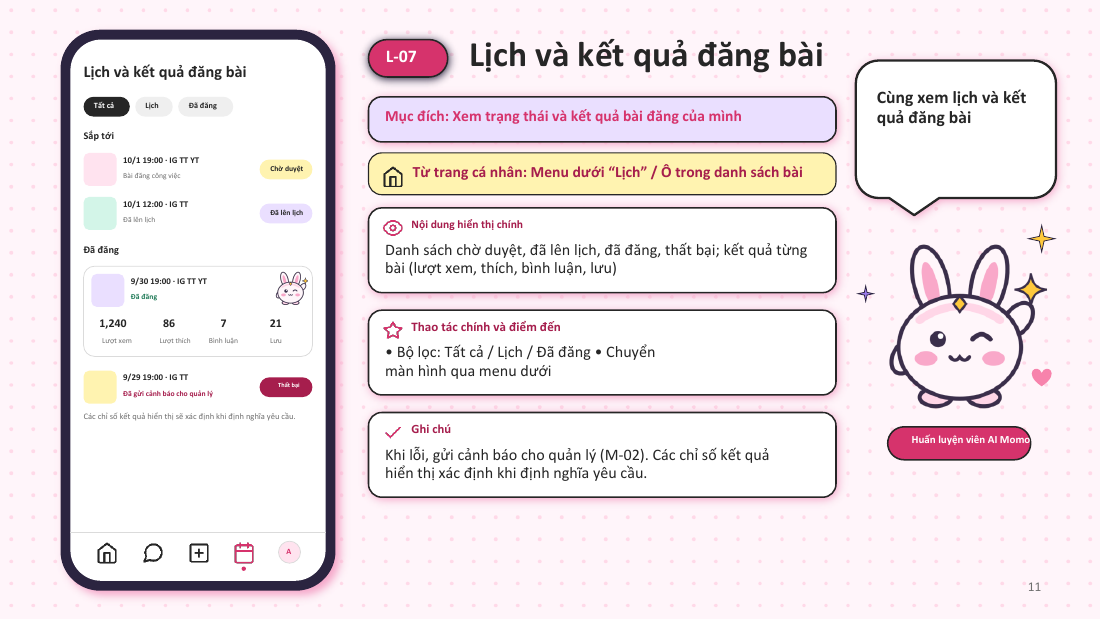 Lịch và kết quả đăng bài
Tất cả
Lịch
Đã đăng
Sắp tới
10/1 19:00 · IG TT YT
Bài đăng công việc
Chờ duyệt
10/1 12:00 · IG TT
Đã lên lịch
Đã lên lịch
Đã đăng
9/30 19:00 · IG TT YT
Đã đăng
1,240
86
7
21
Lượt xem
Lượt thích
Bình luận
Lưu
9/29 19:00 · IG TT
Đã gửi cảnh báo cho quản lý
Thất bại
Các chỉ số kết quả hiển thị sẽ xác định khi định nghĩa yêu cầu.
A
L-07
Lịch và kết quả đăng bài
Mục đích: Xem trạng thái và kết quả bài đăng của mình
Từ trang cá nhân: Menu dưới “Lịch” / Ô trong danh sách bài
Nội dung hiển thị chính
Danh sách chờ duyệt, đã lên lịch, đã đăng, thất bại; kết quả từng
bài (lượt xem, thích, bình luận, lưu)
Thao tác chính và điểm đến
• Bộ lọc: Tất cả / Lịch / Đã đăng • Chuyển
màn hình qua menu dưới
Ghi chú
Khi lỗi, gửi cảnh báo cho quản lý (M-02). Các chỉ số kết quả
hiển thị xác định khi định nghĩa yêu cầu.
Cùng xem lịch và kết
quả đăng bài
Huấn luyện viên AI Momo
11